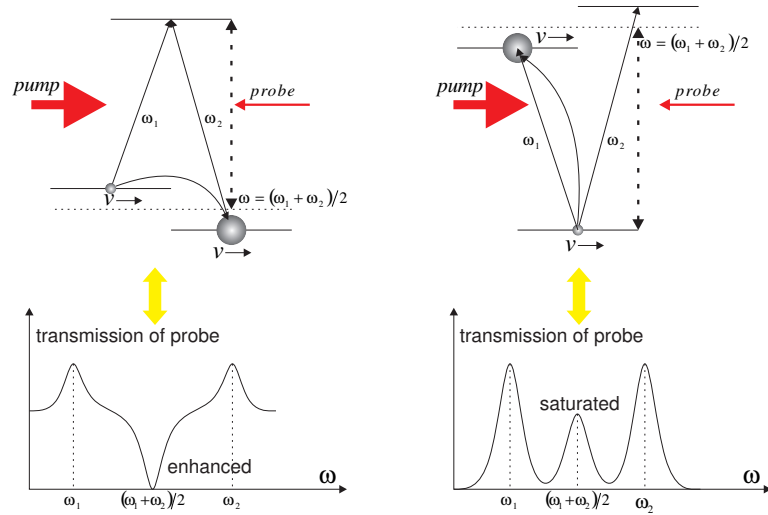 v
ω = (ω₁ + ω₂)/2
v
pump
probe
pump
probe
ω₁
ω₂
ω₁
ω₂
v
ω = (ω₁ + ω₂)/2
v
v
transmission of probe
transmission of probe
saturated
enhanced
ω
ω
ω₁
(ω₁+ω₂)/2
ω₂
ω₁
(ω₁+ω₂)/2
ω₂